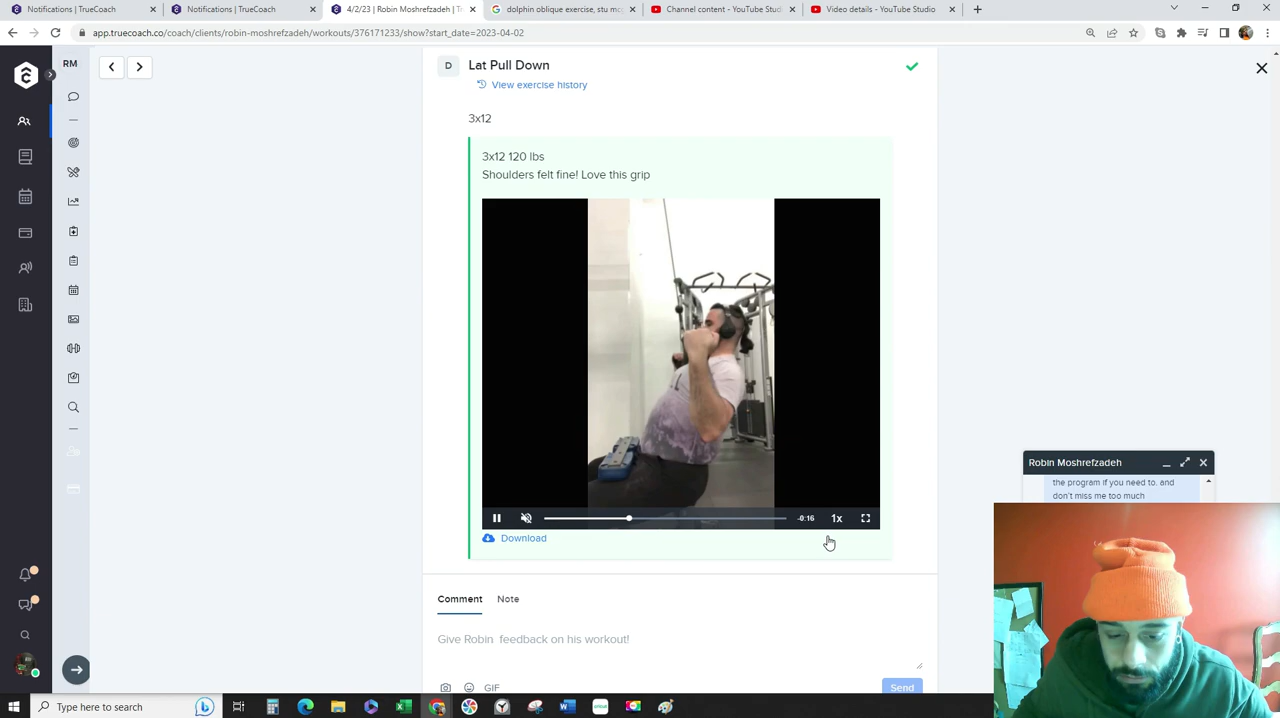 Notifications | TrueCoach
Notifications | TrueCoach
4/2/23 | Robin Moshrefzadeh | Tr
dolphin oblique exercise, stu mc
Channel content - YouTube Stud
Video details - YouTube Studio
app.truecoach.co/coach/clients/robin-moshrefzadeh/workouts/376171233/show?start_date=2023-04-02
RM
D
Lat Pull Down
View exercise history
3x12
3x12 120 lbs
Shoulders felt fine! Love this grip
-0:16
1x
Download
Comment
Note
Give Robin feedback on his workout!
GIF
Send
Robin Moshrefzadeh
the program if you need to. and
don't miss me too much
Type here to search